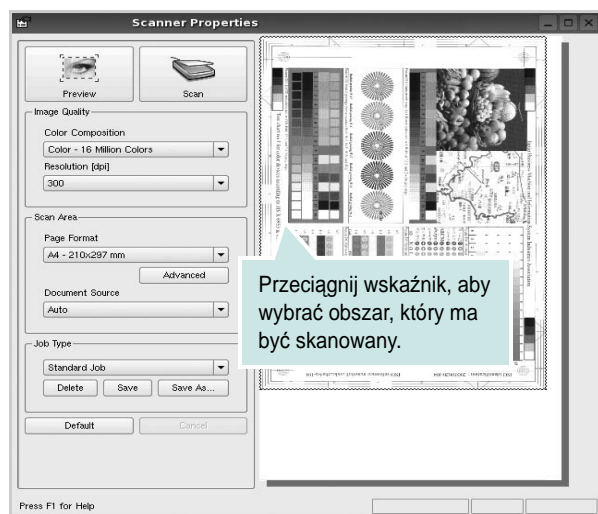 Scanner Properties
Preview
Scan
Image Quality
Color Composition
Color - 16 Million Colors
Resolution [dpi]
300
Scan Area
Page Format
A4 - 210x297 mm
Advanced
Document Source
Auto
Job Type
Standard Job
Delete
Save
Save As...
Default
Cancel
Przeciągnij wskaźnik, aby
wybrać obszar, który ma
być skanowany.
Press F1 for Help